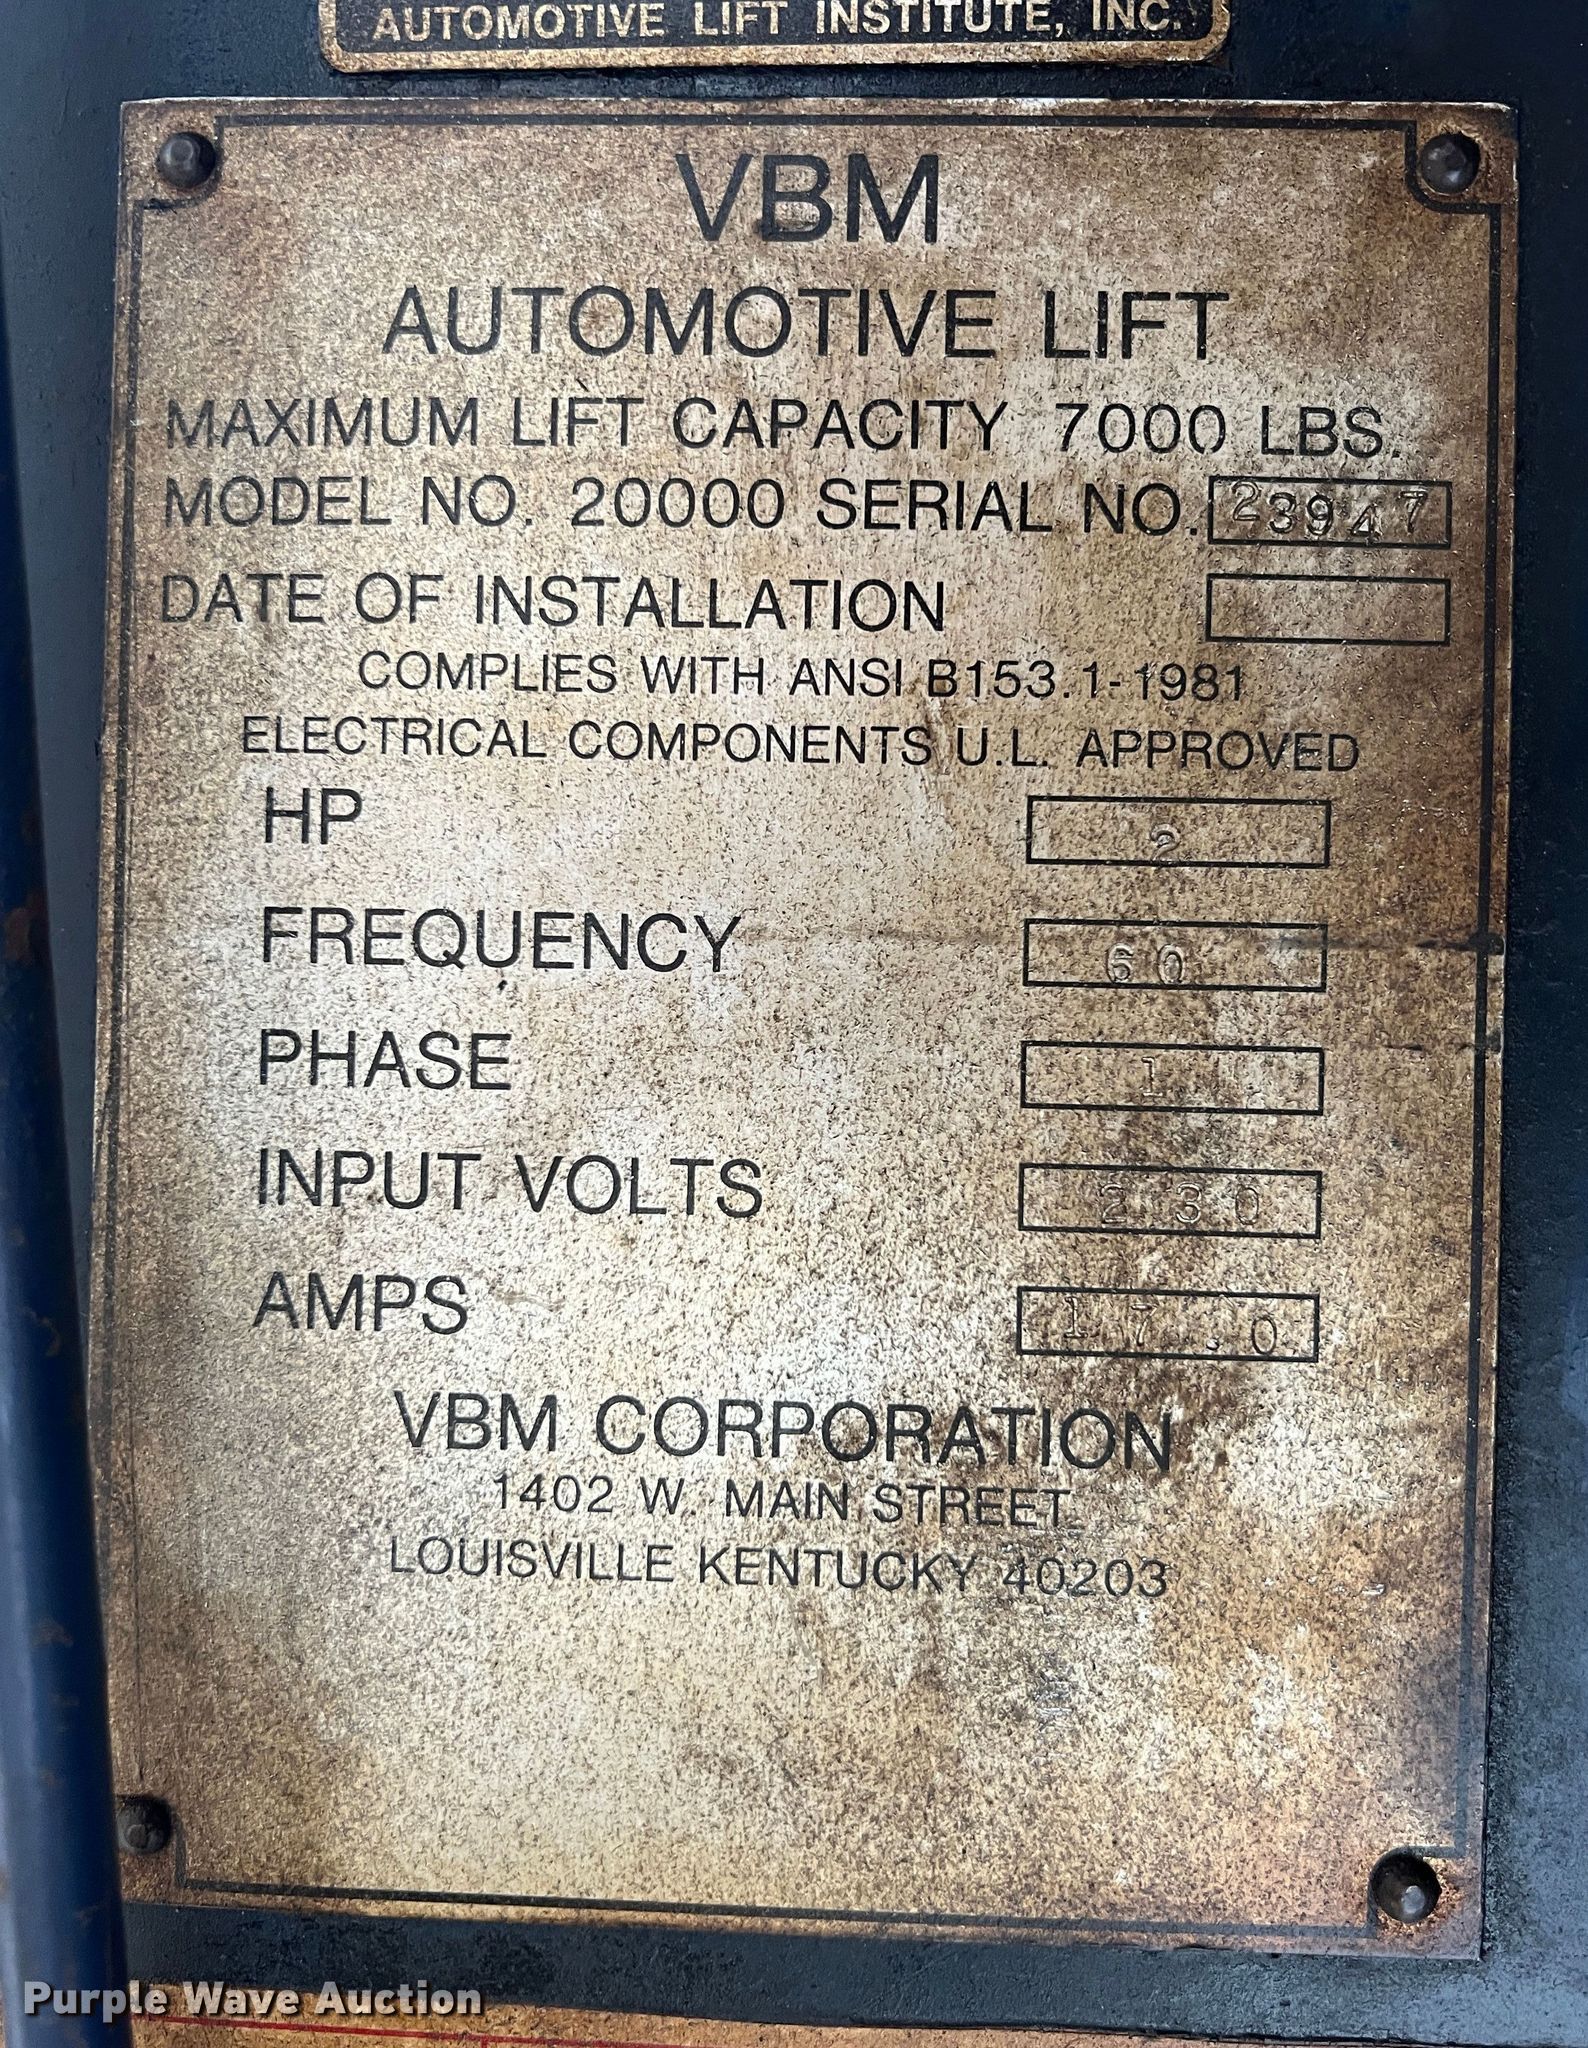 AUTOMOTIVE LIFT INSTITUTE, INC.
VBM
AUTOMOTIVE LIFT
MAXIMUM LIFT CAPACITY 7000 LBS.
MODEL NO. 20000 SERIAL NO. 23947
DATE OF INSTALLATION
COMPLIES WITH ANSI B153.1-1981
ELECTRICAL COMPONENTS U.L. APPROVED
HP 2
FREQUENCY 60
PHASE 1
INPUT VOLTS 230
AMPS 17.0
VBM CORPORATION
1402 W. MAIN STREET
LOUISVILLE KENTUCKY 40203
Purple Wave Auction